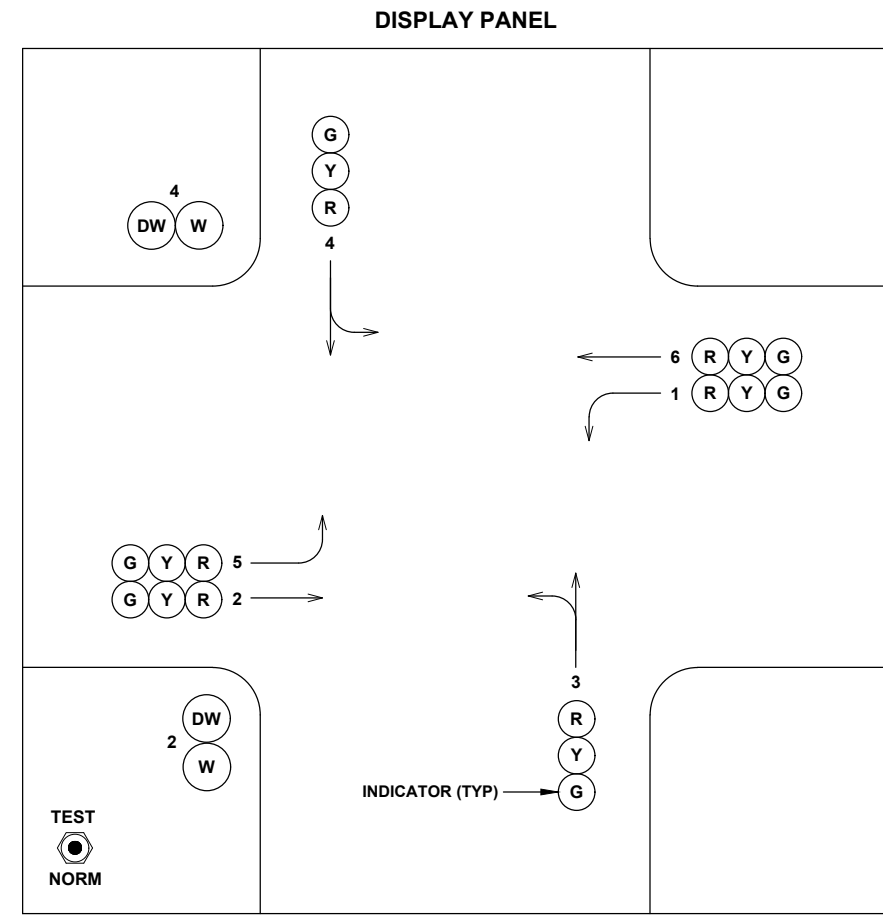 DISPLAY PANEL
G
Y
R
4
4
DW W
6 R Y G
1 R Y G
G Y R 5
G Y R 2
3
R
Y
G
INDICATOR (TYP)
DW
2
W
TEST
NORM